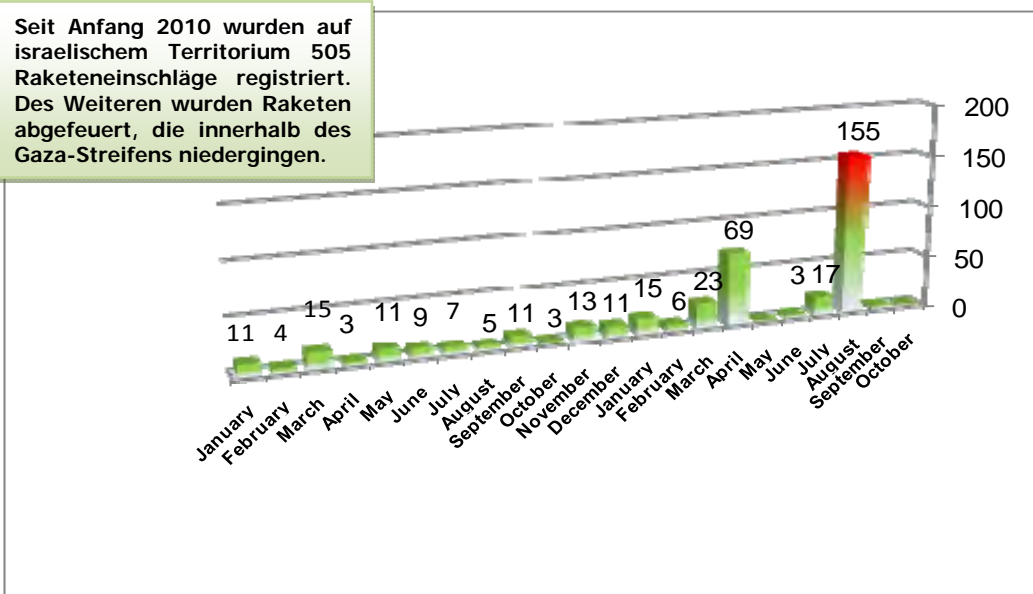 Seit Anfang 2010 wurden auf
israelischem Territorium 505
Raketeneinschläge registriert.
Des Weiteren wurden Raketen
abgefeuert, die innerhalb des
Gaza-Streifens niedergingen.
200
150
100
50
0
11 4 15 3 11 9 7 5 11 3 13 11 15 6 23 69 3 17 155
January
February
March
April
May
June
July
August
September
October
November
December
January
February
March
April
May
June
July
August
September
October